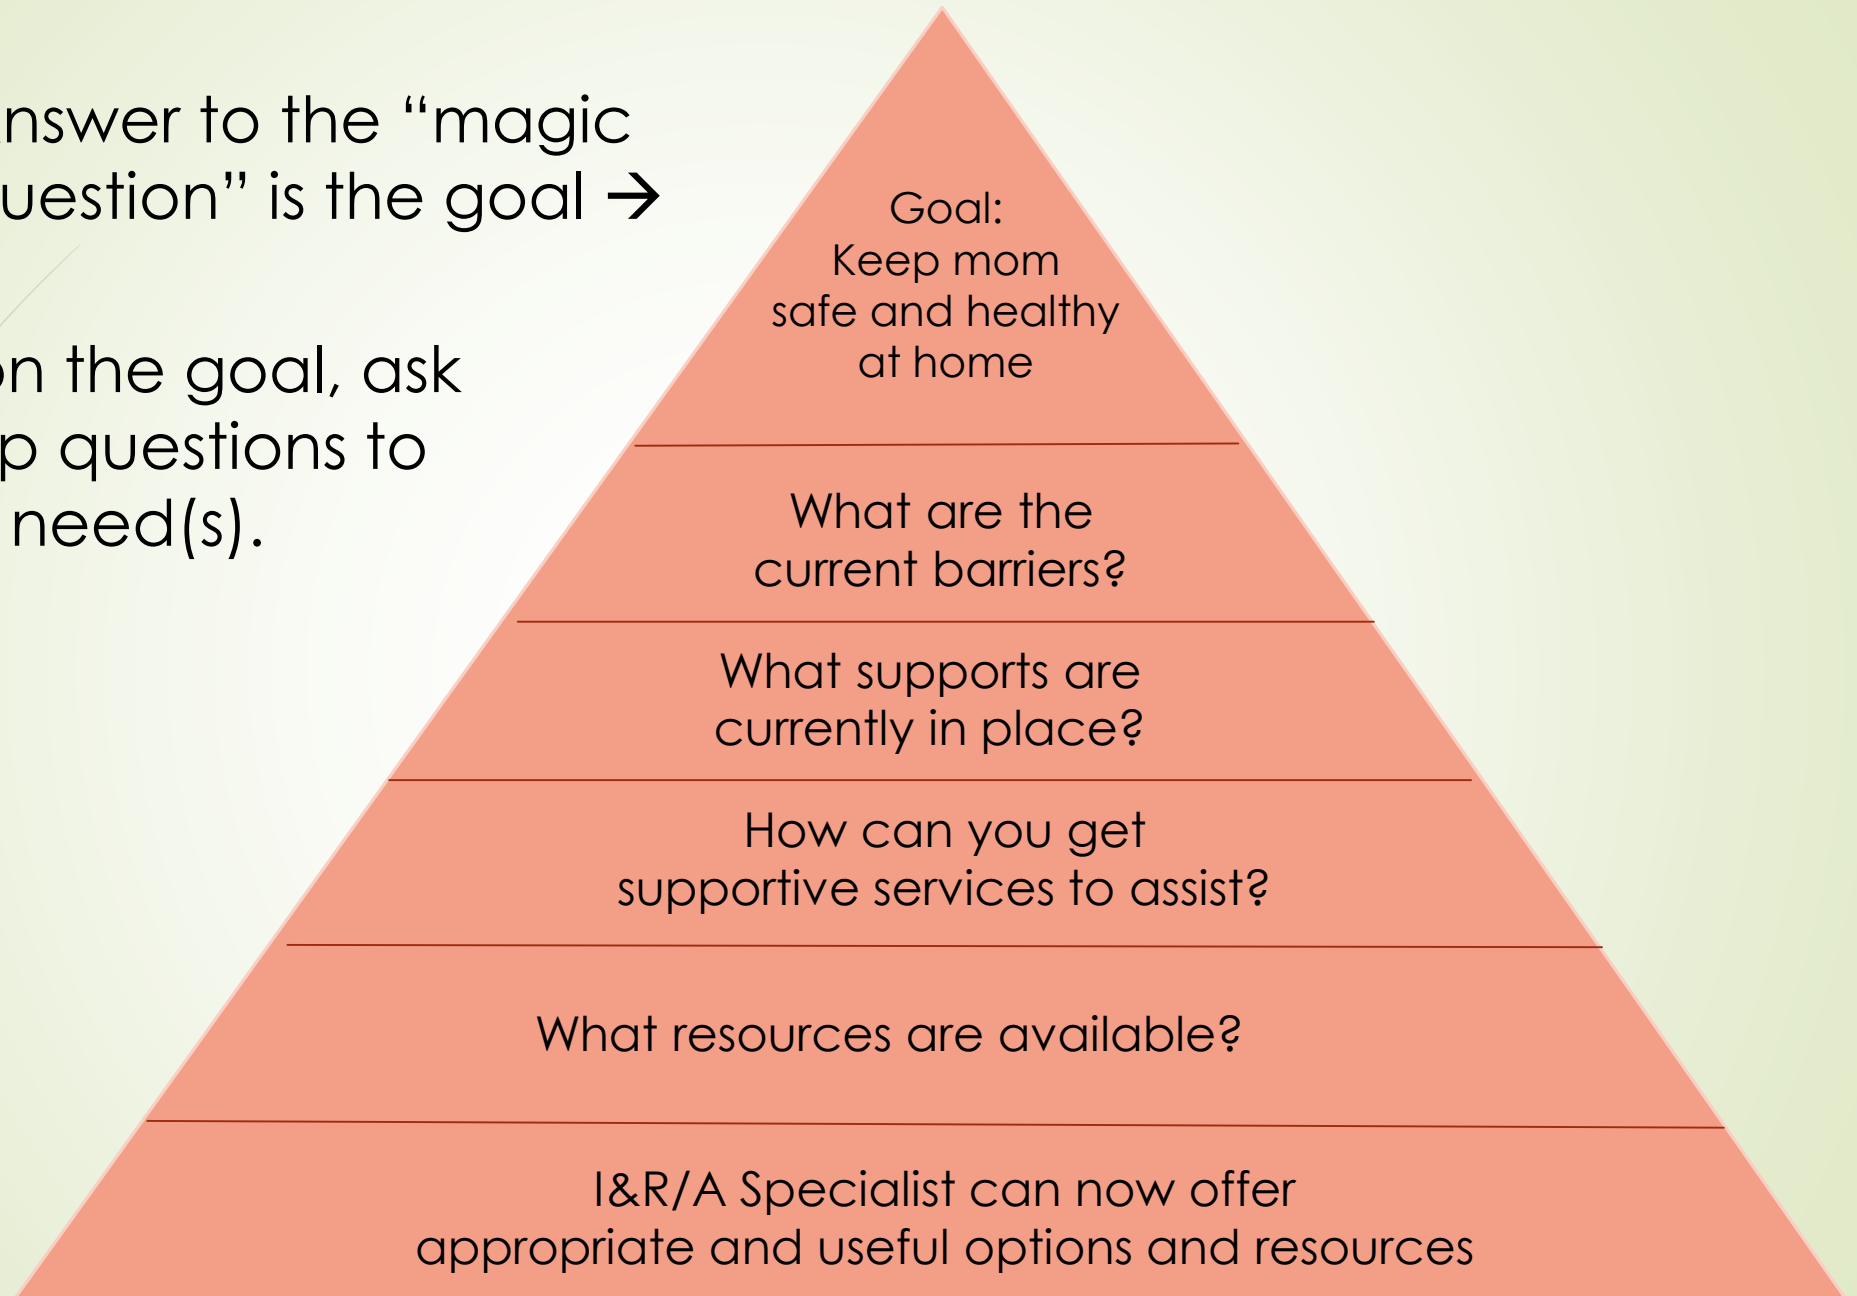 nswer to the “magic
uestion” is the goal →
on the goal, ask
p questions to
need(s).
Goal:
Keep mom
safe and healthy
at home
What are the
current barriers?
What supports are
currently in place?
How can you get
supportive services to assist?
What resources are available?
I&R/A Specialist can now offer
appropriate and useful options and resources